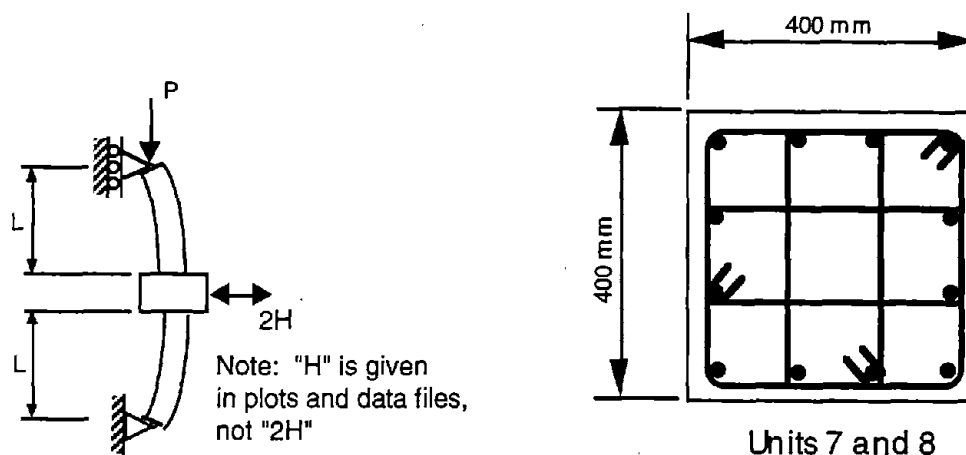 P
L
L
2H
Note: "H" is given
in plots and data files,
not "2H"
400 mm
400 mm
Units 7 and 8